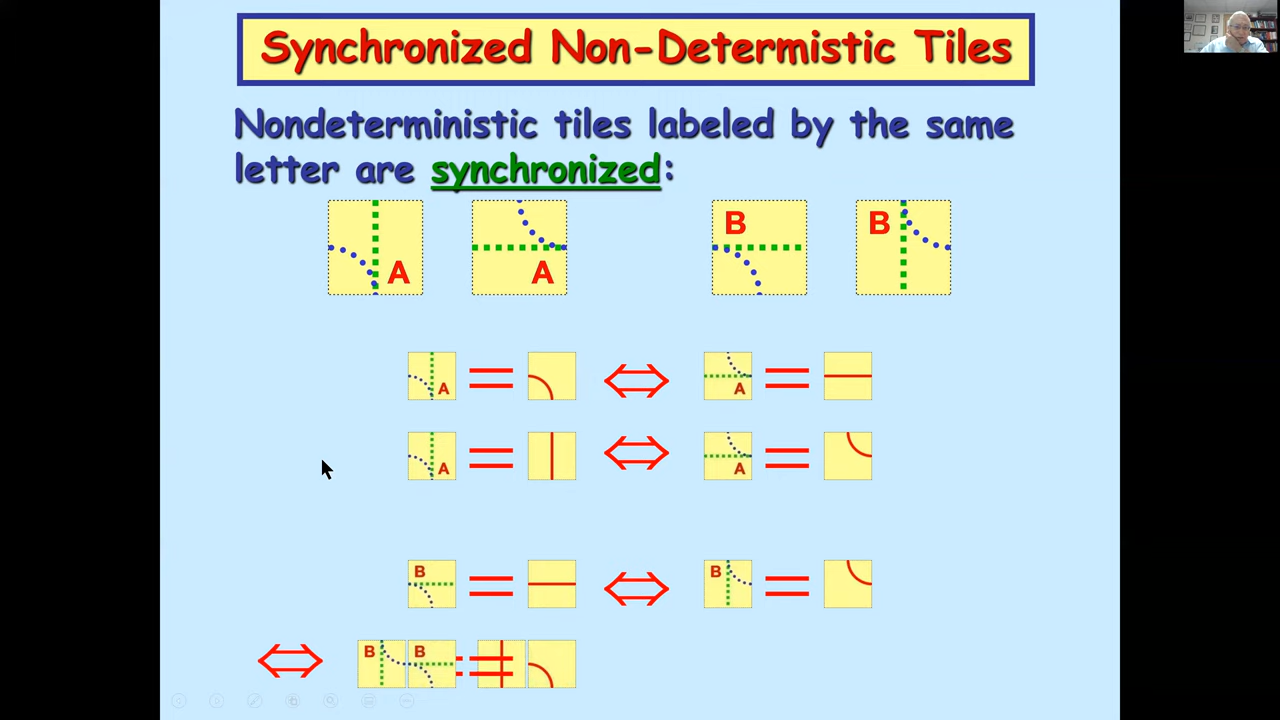 Synchronized Non-Determistic Tiles
Nondeterministic tiles labeled by the same
letter are synchronized:
A A B B
A = ⇔ A =
A = ⇔ A =
B = ⇔ B =
⇔ B B =